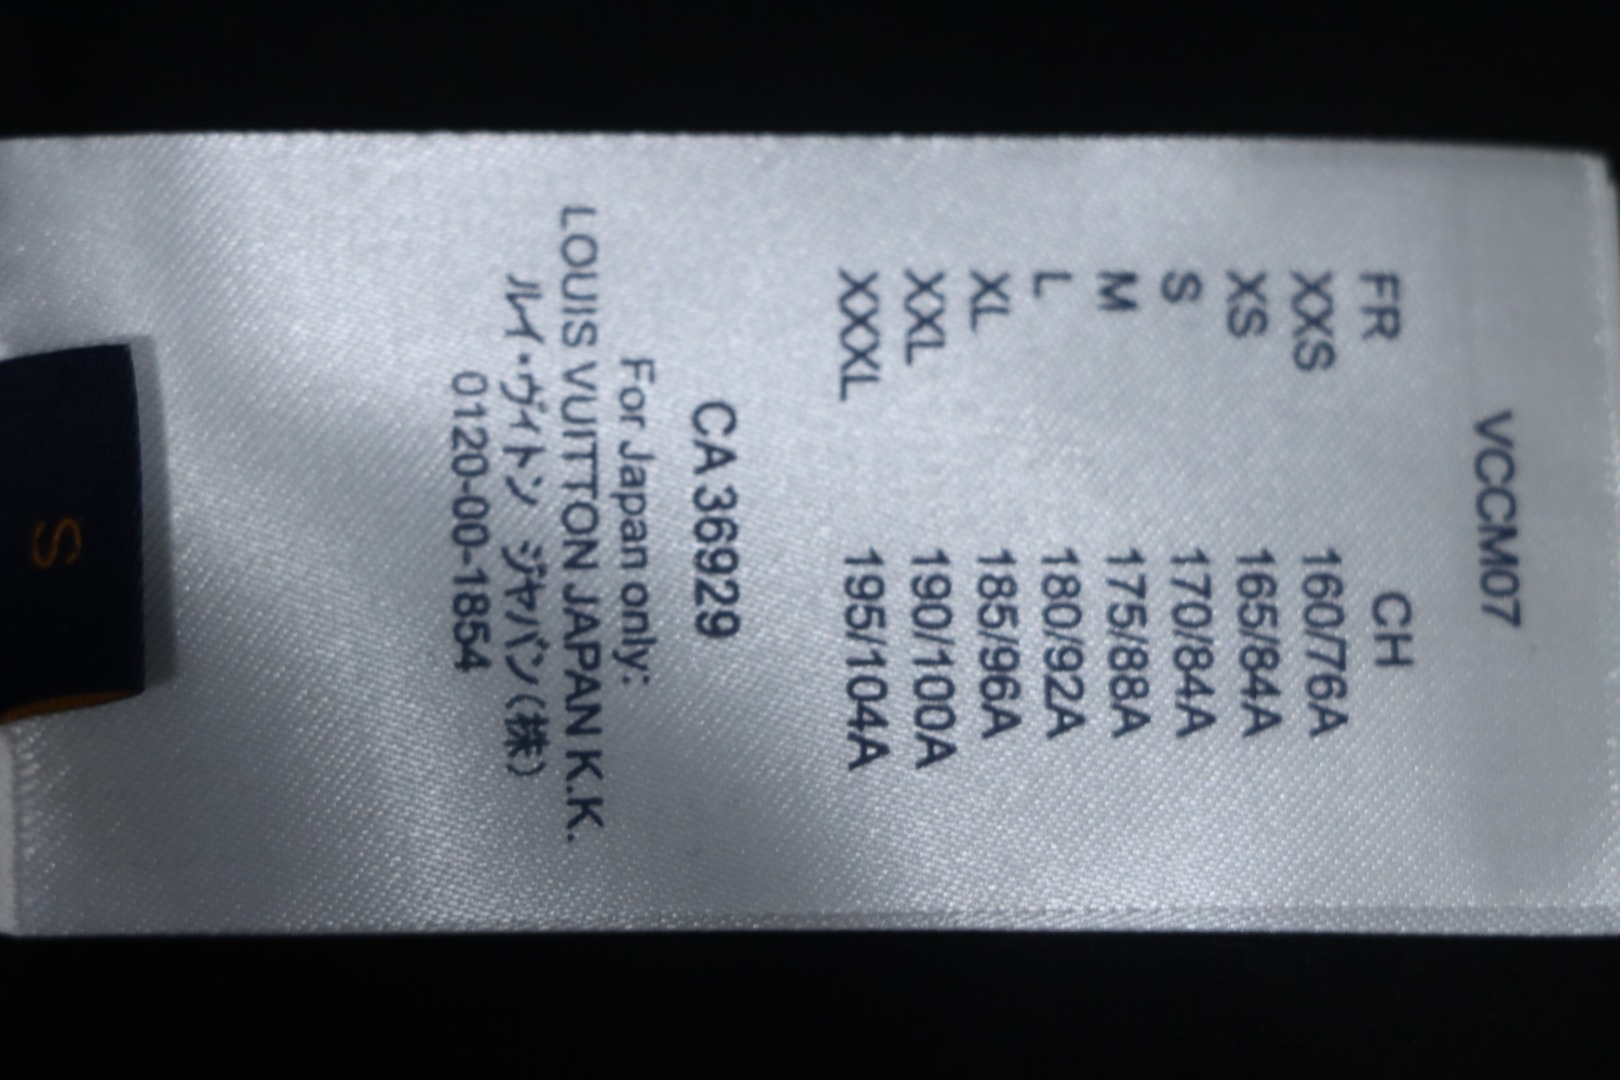 VCCM07
FR CH
XXS 160/76A
XS 165/84A
S 170/84A
M 175/88A
L 180/92A
XL 185/96A
XXL 190/100A
XXXL 195/104A
CA 36929
For Japan only:
LOUIS VUITTON JAPAN K.K.
ルイ・ヴィトン ジャパン(株)
0120-00-1854
S